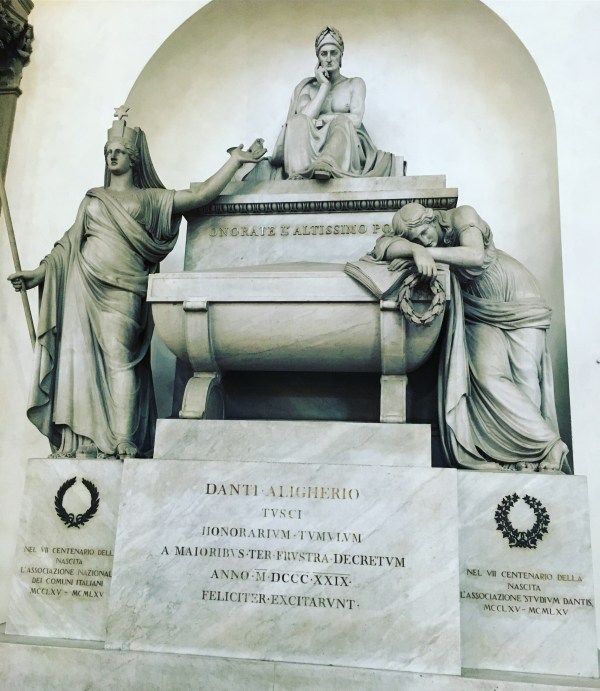 ONORATE L'ALTISSIMO PO
DANTI·ALIGHERIO
TVSCI
HONORARIVM·TVMVLVM
A MAIORIBVS·TER·FRVSTRA·DECRETVM
ANNO·M·DCCC·XXIX·
FELICITER·EXCITARVNT·
NEL VII CENTENARIO DELLA
NASCITA
L'ASSOCIAZIONE NAZIONALE
DEI COMUNI ITALIANI
MCCLXV - MCMLXV
NEL VII CENTENARIO DELLA
NASCITA
L'ASSOCIAZIONE STVDIVM DANTIS
MCCLXV - MCMLXV